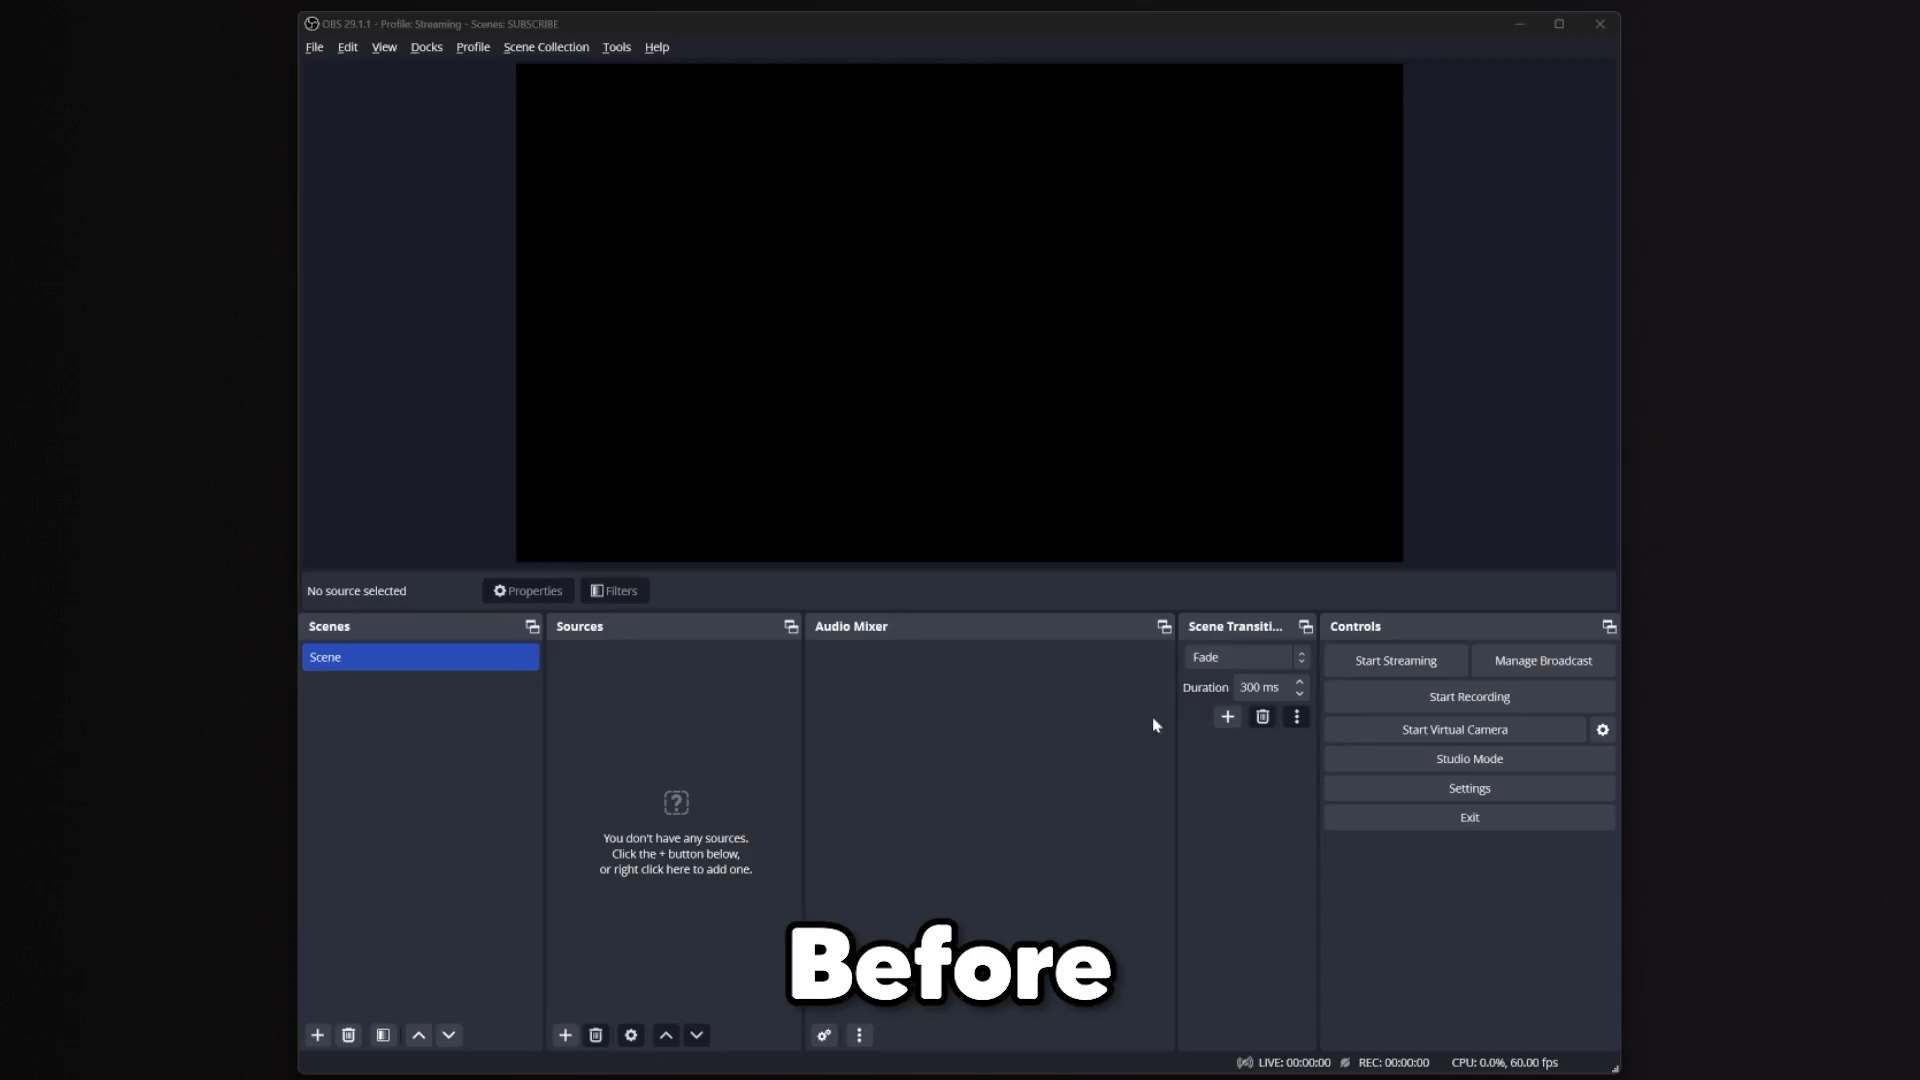 OBS 29.1.1 - Profile: Streaming - Scenes: SUBSCRIBE
File Edit View Docks Profile Scene Collection Tools Help
No source selected Properties Filters
Scenes Sources Audio Mixer Scene Transiti... Controls
Scene
Fade
Start Streaming Manage Broadcast
Duration 300 ms
Start Recording
Start Virtual Camera
Studio Mode
Settings
Exit
You don't have any sources.
Click the + button below,
or right click here to add one.
Before
LIVE: 00:00:00 REC: 00:00:00 CPU: 0.0%, 60.00 fps